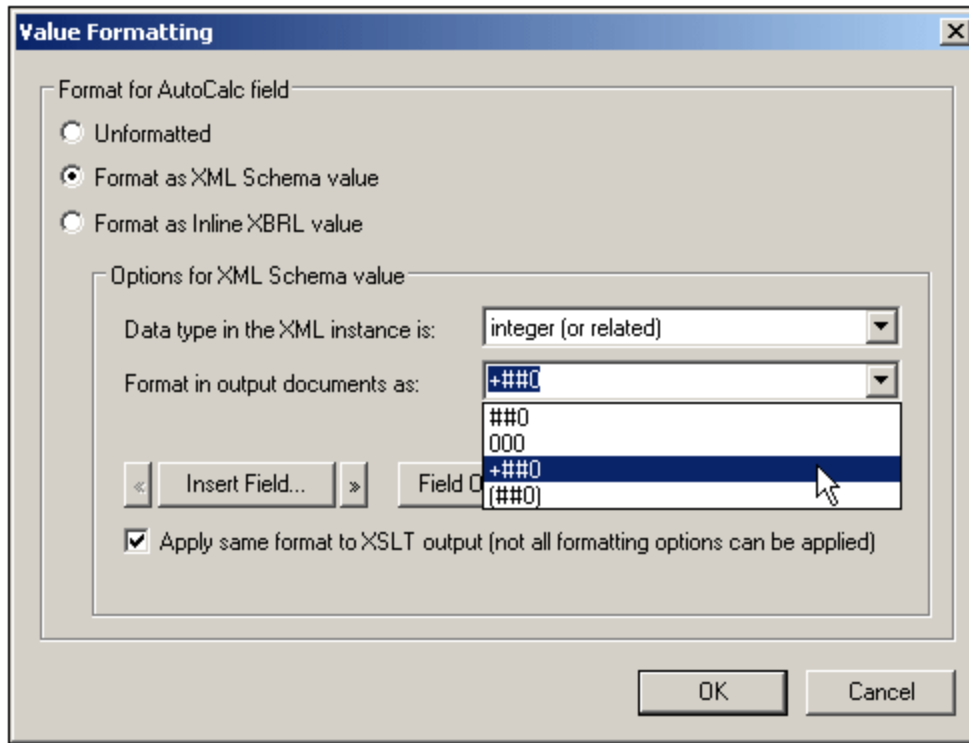 Value Formatting
Format for AutoCalc field
Unformatted
Format as XML Schema value
Format as Inline XBRL value
Options for XML Schema value
Data type in the XML instance is: integer (or related)
Format in output documents as: +##0
##0
000
+##0
(##0)
« Insert Field... » Field O
Apply same format to XSLT output (not all formatting options can be applied)
OK Cancel